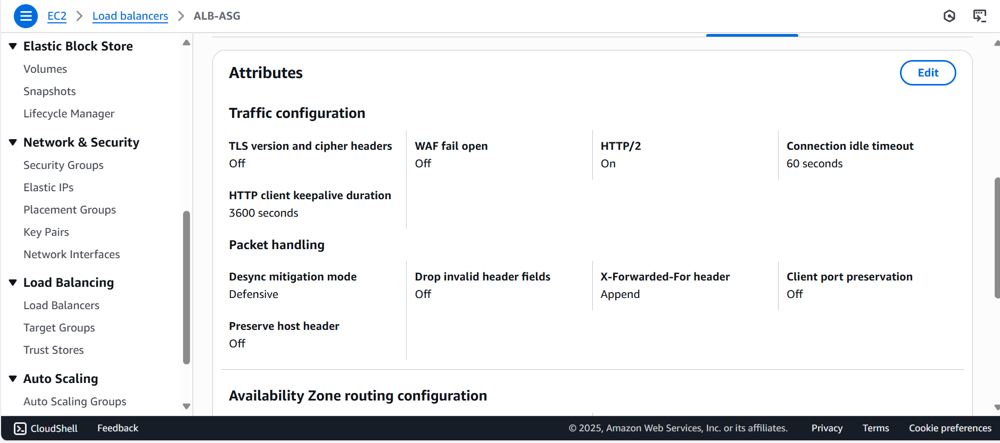 EC2 > Load balancers > ALB-ASG
Elastic Block Store
Volumes
Snapshots
Lifecycle Manager
Network & Security
Security Groups
Elastic IPs
Placement Groups
Key Pairs
Network Interfaces
Load Balancing
Load Balancers
Target Groups
Trust Stores
Auto Scaling
Auto Scaling Groups
Attributes
Edit
Traffic configuration
TLS version and cipher headers
Off
WAF fail open
Off
HTTP/2
On
Connection idle timeout
60 seconds
HTTP client keepalive duration
3600 seconds
Packet handling
Desync mitigation mode
Defensive
Drop invalid header fields
Off
X-Forwarded-For header
Append
Client port preservation
Off
Preserve host header
Off
Availability Zone routing configuration
CloudShell Feedback © 2025, Amazon Web Services, Inc. or its affiliates. Privacy Terms Cookie preferences